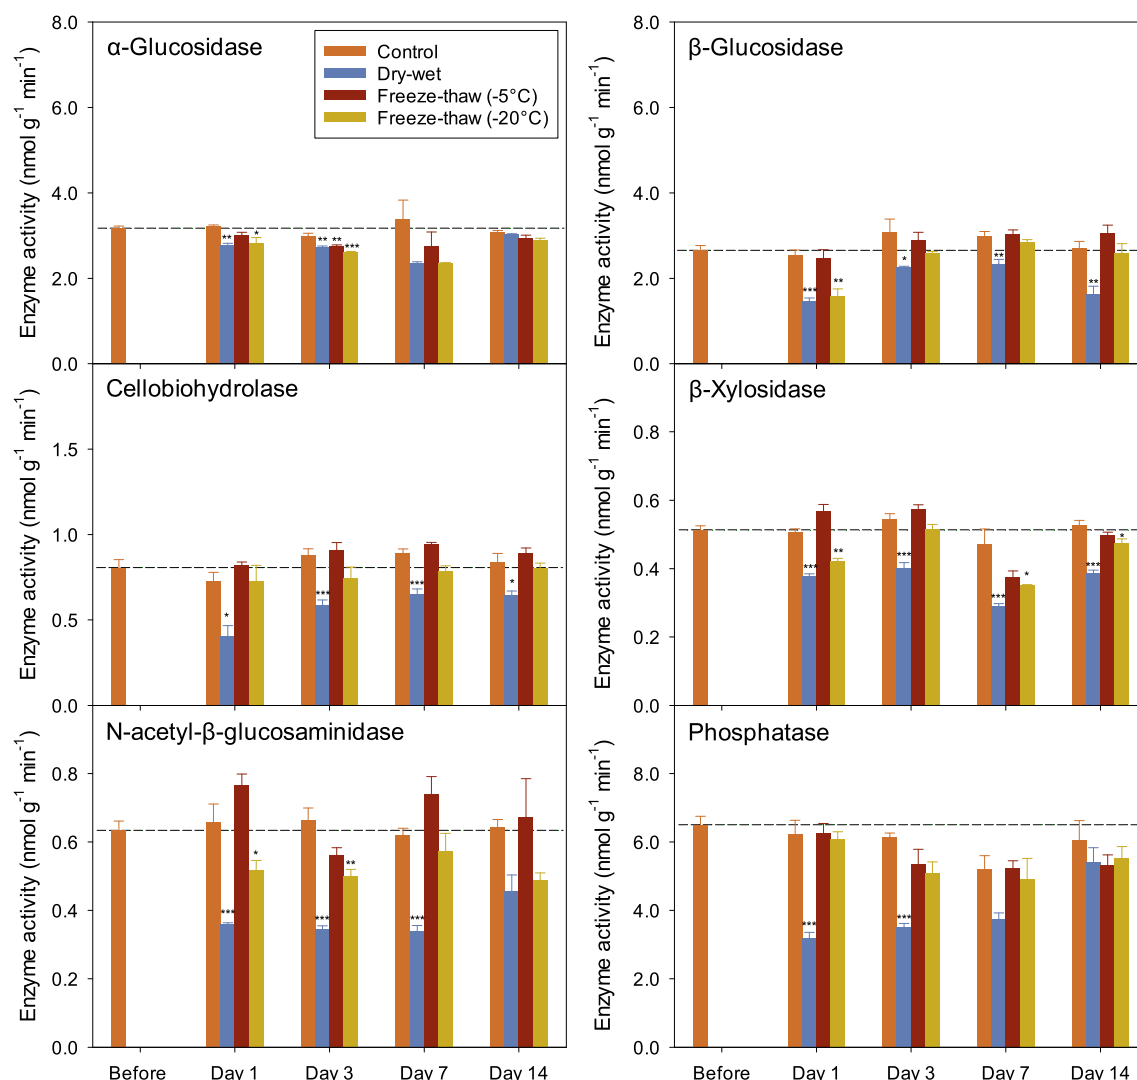 α-Glucosidase
Control
Dry-wet
Freeze-thaw (-5°C)
Freeze-thaw (-20°C)
Enzyme activity (nmol g⁻¹ min⁻¹)
8.0
6.0
4.0
2.0
0.0
** *
** ** ***
β-Glucosidase
Enzyme activity (nmol g⁻¹ min⁻¹)
8.0
6.0
4.0
2.0
0.0
*** **
*
**
**
Cellobiohydrolase
Enzyme activity (nmol g⁻¹ min⁻¹)
1.5
1.0
0.5
0.0
*
***
***
*
β-Xylosidase
Enzyme activity (nmol g⁻¹ min⁻¹)
0.8
0.6
0.4
0.2
0.0
*** **
***
*** *
*** *
N-acetyl-β-glucosaminidase
Enzyme activity (nmol g⁻¹ min⁻¹)
0.8
0.6
0.4
0.2
0.0
*** *
*** **
***
Before Day 1 Day 3 Day 7 Day 14
Phosphatase
Enzyme activity (nmol g⁻¹ min⁻¹)
8.0
6.0
4.0
2.0
0.0
***
***
Before Day 1 Day 3 Day 7 Day 14